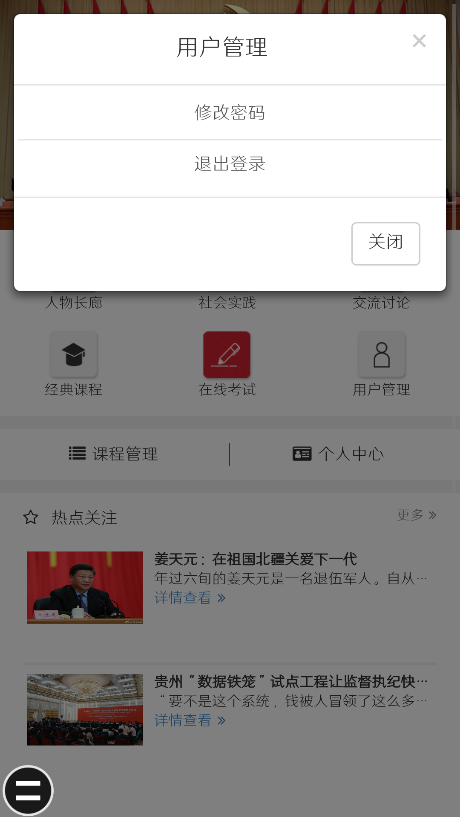 用户管理
×
修改密码
退出登录
关闭
人物长廊 社会实践 交流讨论
经典课程 在线考试 用户管理
课程管理 个人中心
热点关注 更多 »
姜天元：在祖国北疆关爱下一代
年过六旬的姜天元是一名退伍军人。自从…
详情查看 »
贵州“数据铁笼”试点工程让监督执纪快…
“要不是这个系统，钱被人冒领了这么多…
详情查看 »